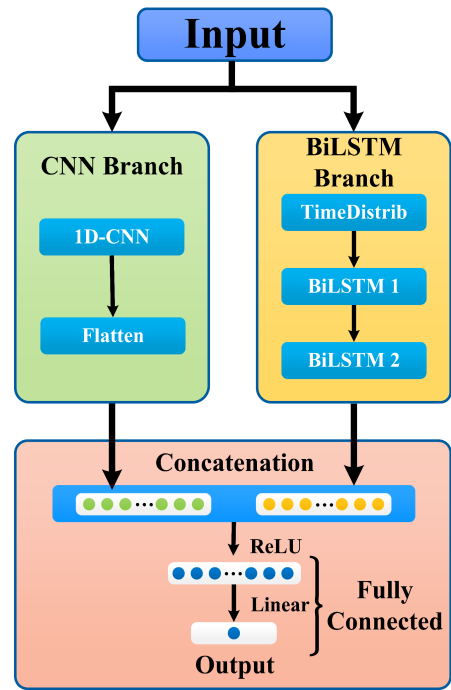 Input
CNN Branch
1D-CNN
Flatten
BiLSTM
Branch
TimeDistrib
BiLSTM 1
BiLSTM 2
Concatenation
ReLU
Linear
Fully
Connected
Output